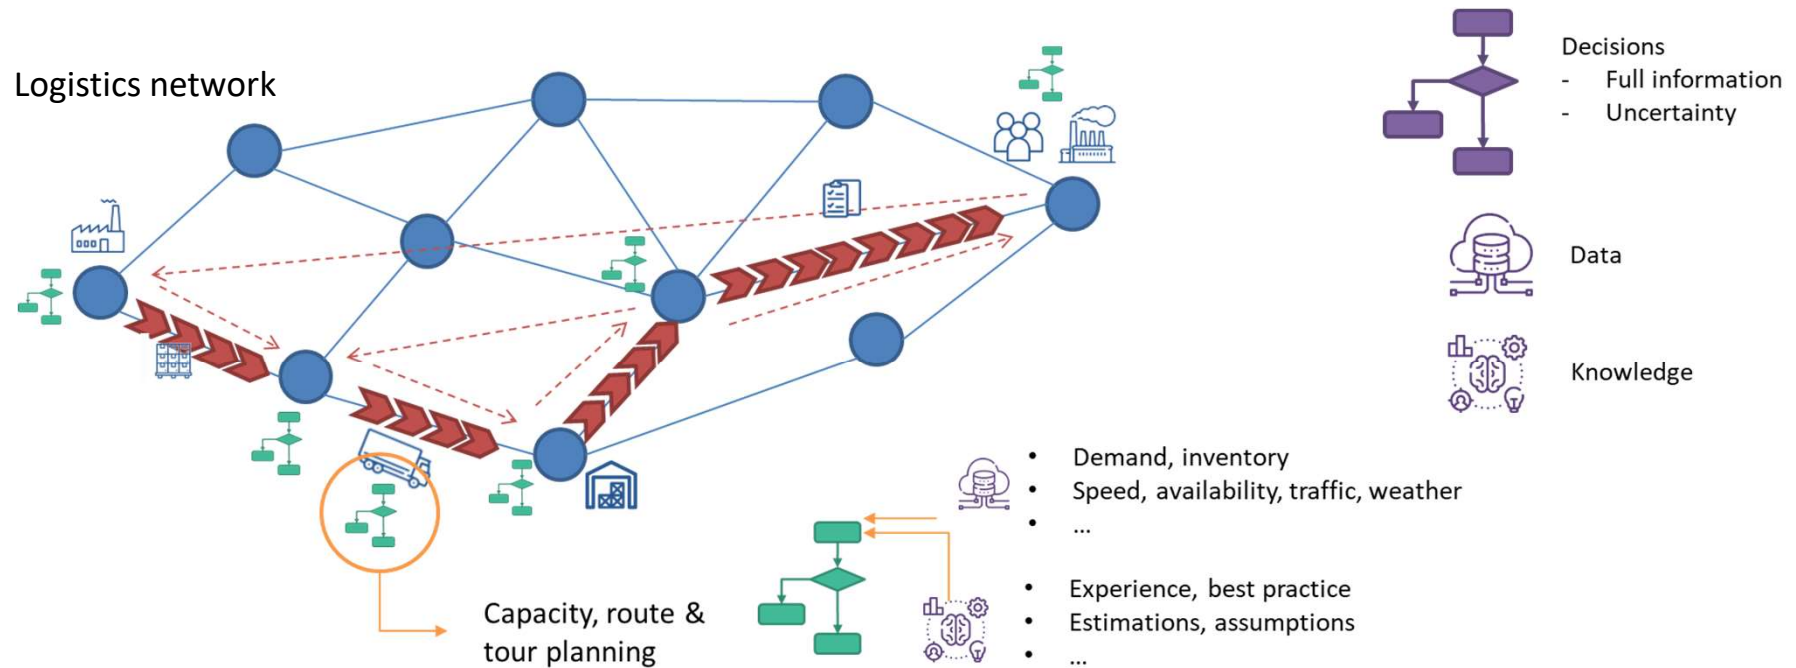 Logistics network
Decisions
- Full information
- Uncertainty
Data
Knowledge
• Demand, inventory
• Speed, availability, traffic, weather
• ...
• Experience, best practice
• Estimations, assumptions
• ...
Capacity, route &
tour planning